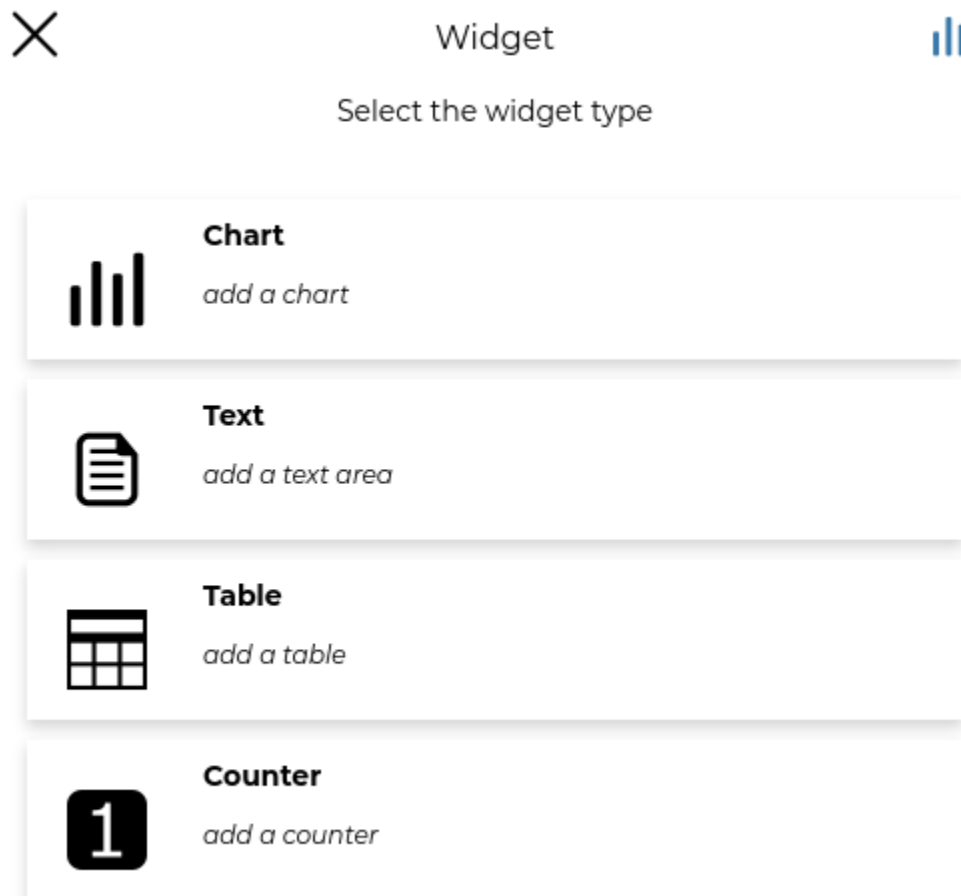 Widget
Select the widget type
Chart
add a chart
Text
add a text area
Table
add a table
Counter
1
add a counter